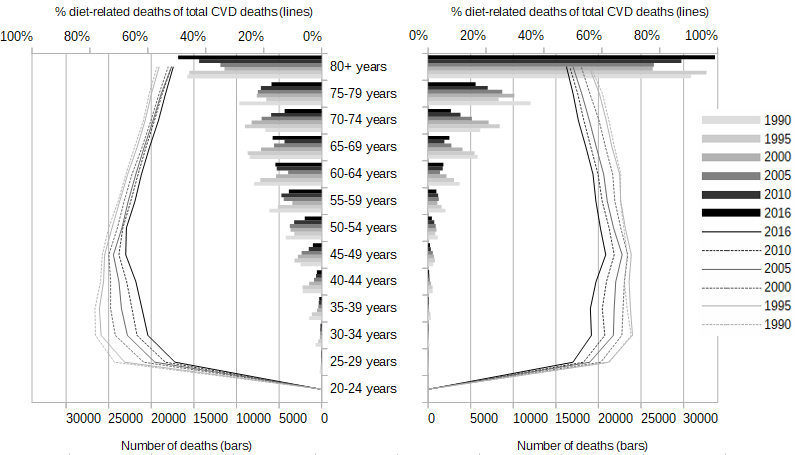 % diet-related deaths of total CVD deaths (lines)
% diet-related deaths of total CVD deaths (lines)
100% 80% 60% 40% 20% 0%
0% 20% 40% 60% 80% 100%
80+ years
75-79 years
70-74 years
65-69 years
60-64 years
55-59 years
50-54 years
45-49 years
40-44 years
35-39 years
30-34 years
25-29 years
20-24 years
1990
1995
2000
2005
2010
2016
2016
2010
2005
2000
1995
1990
30000 25000 20000 15000 10000 5000 0
0 5000 10000 15000 20000 25000 30000
Number of deaths (bars)
Number of deaths (bars)